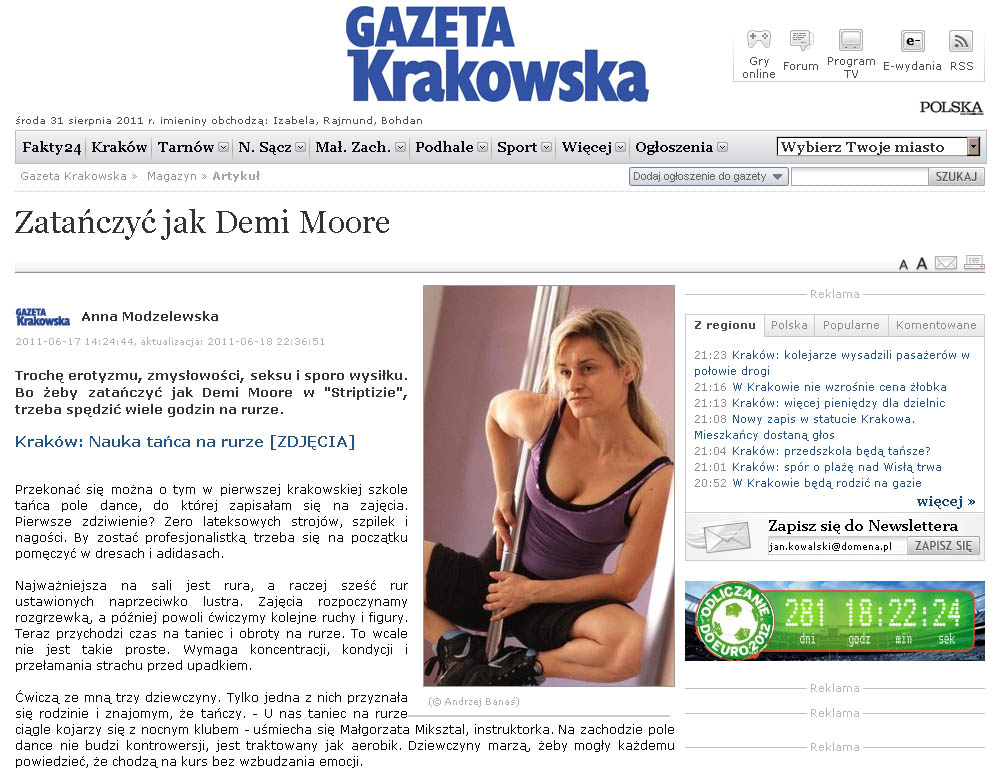 GAZETA
Krakowska
Gry
online
Forum
Program
TV
e-
E-wydania
RSS
POLSKA
środa 31 sierpnia 2011 r. imieniny obchodzą: Izabela, Rajmund, Bohdan
Fakty24 Kraków Tarnów N. Sącz Mał. Zach. Podhale Sport Więcej Ogłoszenia Wybierz Twoje miasto
Gazeta Krakowska » Magazyn » Artykuł
Dodaj ogłoszenie do gazety SZUKAJ
Zatańczyć jak Demi Moore
A A
GAZETA
Krakowska
Anna Modzelewska
2011-06-17 14:24:44, aktualizacja: 2011-06-18 22:36:51
Trochę erotyzmu, zmysłowości, seksu i sporo wysiłku.
Bo żeby zatańczyć jak Demi Moore w "Striptizie",
trzeba spędzić wiele godzin na rurze.
Kraków: Nauka tańca na rurze [ZDJĘCIA]
Przekonać się można o tym w pierwszej krakowskiej szkole
tańca pole dance, do której zapisałam się na zajęcia.
Pierwsze zdziwienie? Zero lateksowych strojów, szpilek i
nagości. By zostać profesjonalistką trzeba się na początku
pomęczyć w dresach i adidasach.
Najważniejsza na sali jest rura, a raczej sześć rur
ustawionych naprzeciwko lustra. Zajęcia rozpoczynamy
rozgrzewką, a później powoli ćwiczymy kolejne ruchy i figury.
Teraz przychodzi czas na taniec i obroty na rurze. To wcale
nie jest takie proste. Wymaga koncentracji, kondycji i
przełamania strachu przed upadkiem.
Ćwiczą ze mną trzy dziewczyny. Tylko jedna z nich przyznała
się rodzinie i znajomym, że tańczy. - U nas taniec na rurze
ciągle kojarzy się z nocnym klubem - uśmiecha się Małgorzata Miksztal, instruktorka. Na zachodzie pole
dance nie budzi kontrowersji, jest traktowany jak aerobik. Dziewczyny marzą, żeby mogły każdemu
powiedzieć, że chodzą na kurs bez wzbudzania emocji.
(© Andrzej Banaś)
Reklama
Z regionu Polska Popularne Komentowane
21:23 Kraków: kolejarze wysadzili pasażerów w
połowie drogi
21:16 W Krakowie nie wzrośnie cena żłobka
21:13 Kraków: więcej pieniędzy dla dzielnic
21:08 Nowy zapis w statucie Krakowa.
Mieszkańcy dostaną głos
21:04 Kraków: przedszkola będą tańsze?
21:01 Kraków: spór o plażę nad Wisłą trwa
20:52 W Krakowie będą rodzić na gazie
więcej »
Zapisz się do Newslettera
jan.kowalski@domena.pl ZAPISZ SIĘ
ODLICZANIE
DO EURO 2012
281 18:22:24
dni godz min sek
Reklama
Reklama
Reklama